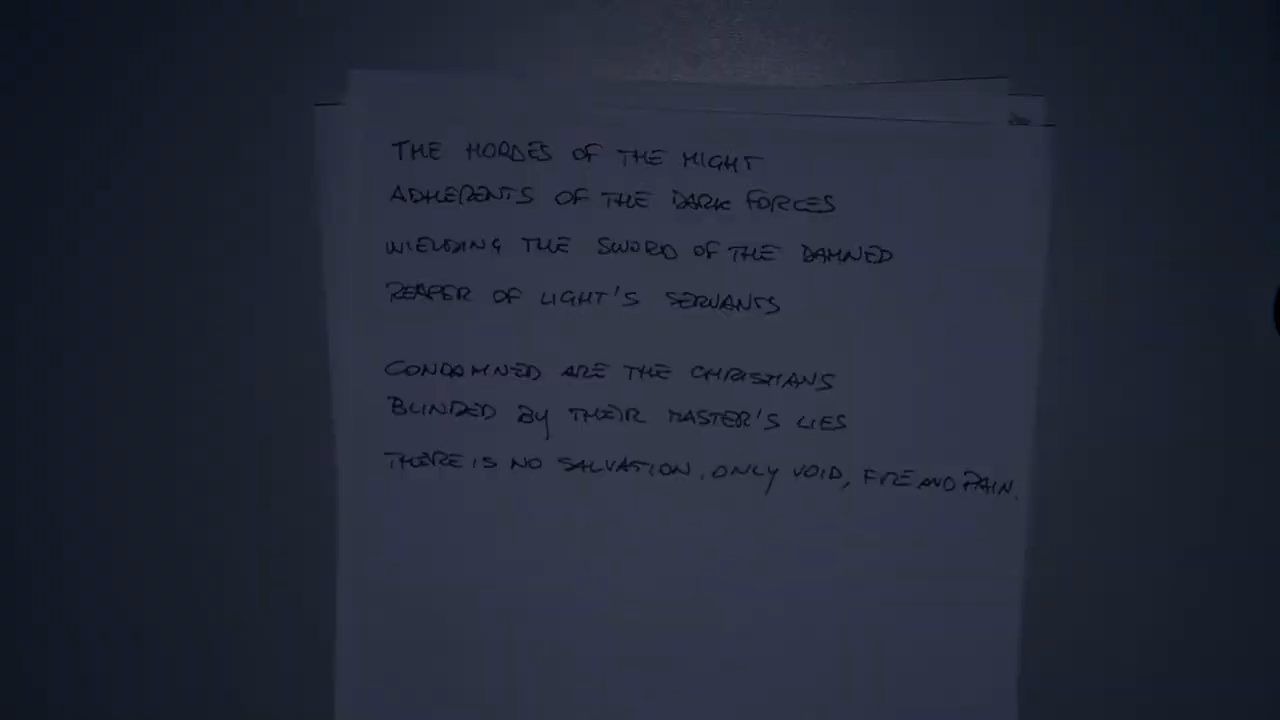 THE HORDES OF THE NIGHT
ADHERENTS OF THE DARK FORCES
WIELDING THE SWORD OF THE DAMNED
REAPER OF LIGHT'S SERVANTS
CONDAMNED ARE THE CHRISTIANS
BLINDED BY THEIR MASTER'S LIES
THERE IS NO SALVATION, ONLY VOID, FIRE AND PAIN.